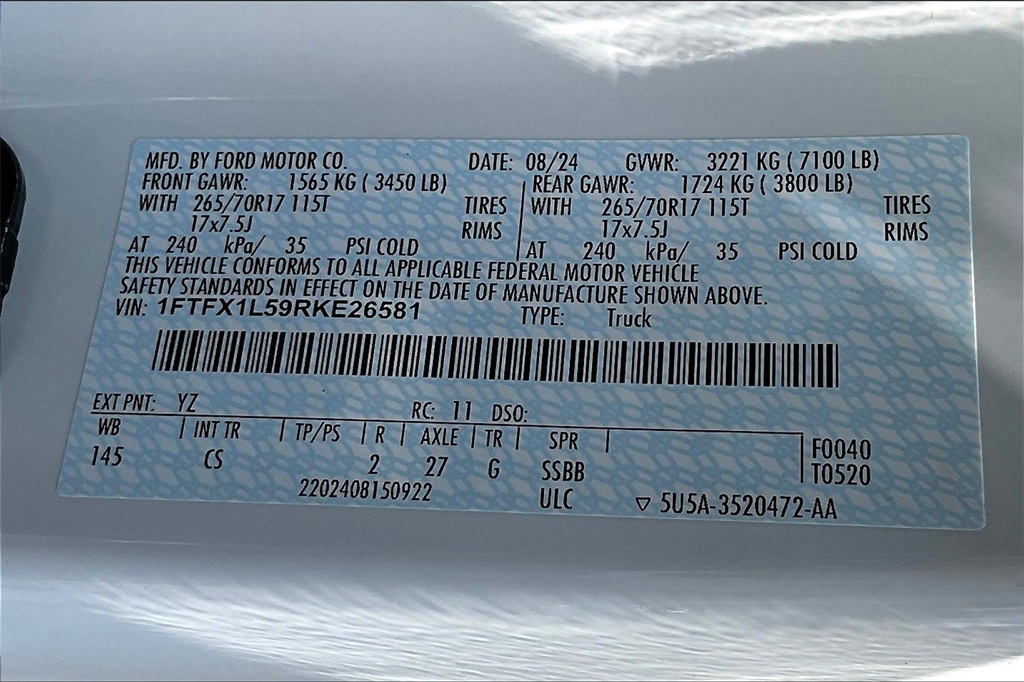 MFD. BY FORD MOTOR CO. DATE: 08/24 GVWR: 3221 KG ( 7100 LB)
FRONT GAWR: 1565 KG ( 3450 LB) REAR GAWR: 1724 KG ( 3800 LB)
WITH 265/70R17 115T TIRES WITH 265/70R17 115T TIRES
17x7.5J RIMS 17x7.5J RIMS
AT 240 kPa/ 35 PSI COLD AT 240 kPa/ 35 PSI COLD
THIS VEHICLE CONFORMS TO ALL APPLICABLE FEDERAL MOTOR VEHICLE
SAFETY STANDARDS IN EFFECT ON THE DATE OF MANUFACTURE SHOWN ABOVE.
VIN: 1FTFX1L59RKE26581 TYPE: Truck
EXT PNT: YZ RC: 11 DSO:
WB INT TR TP/PS R AXLE TR SPR F0040
145 CS 2 27 G SSBB T0520
2202408150922 ULC ▽ 5U5A-3520472-AA